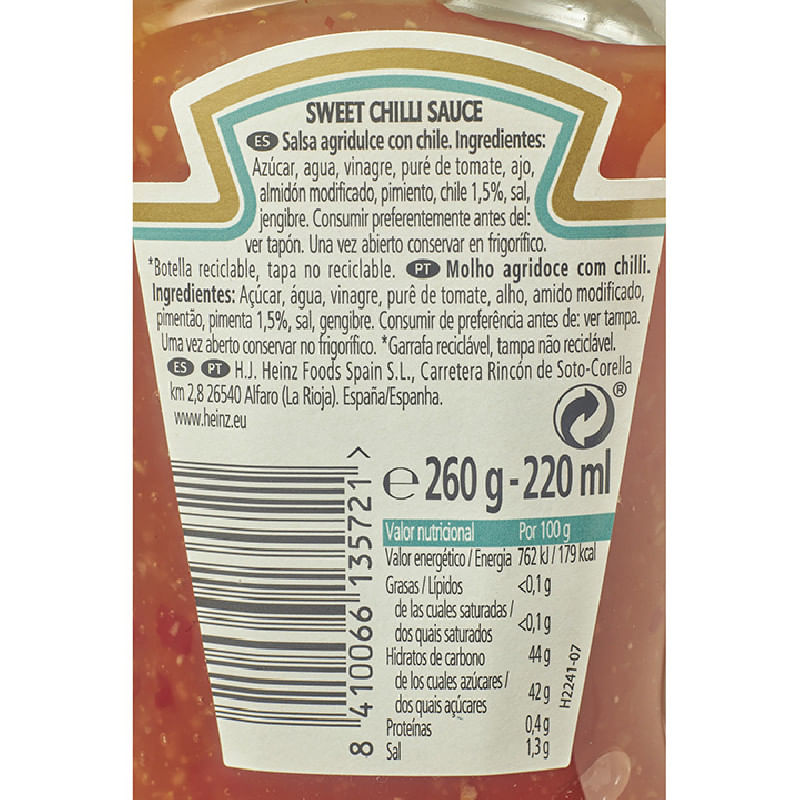 SWEET CHILLI SAUCE
ES Salsa agridulce con chile. Ingredientes:
Azúcar, agua, vinagre, puré de tomate, ajo,
almidón modificado, pimiento, chile 1,5%, sal,
jengibre. Consumir preferentemente antes del:
ver tapón. Una vez abierto conservar en frigorífico.
*Botella reciclable, tapa no reciclable. PT Molho agridoce com chilli.
Ingredientes: Açúcar, água, vinagre, purê de tomate, alho, amido modificado,
pimentão, pimenta 1,5%, sal, gengibre. Consumir de preferência antes de: ver tampa.
Uma vez aberto conservar no frigorífico. *Garrafa reciclável, tampa não reciclável.
ES PT H.J. Heinz Foods Spain S.L., Carretera Rincón de Soto-Corella
km 2,8 26540 Alfaro (La Rioja). España/Espanha.
www.heinz.eu
®
℮ 260 g - 220 ml
Valor nutricional Por 100 g
Valor energético / Energia 762 kJ / 179 kcal
Grasas / Lípidos <0,1 g
de las cuales saturadas /
dos quais saturados <0,1 g
Hidratos de carbono 44 g
de los cuales azúcares /
dos quais açúcares 42 g
Proteínas 0,4 g
Sal 1,3 g
H2241-07
8 410066 135721 >